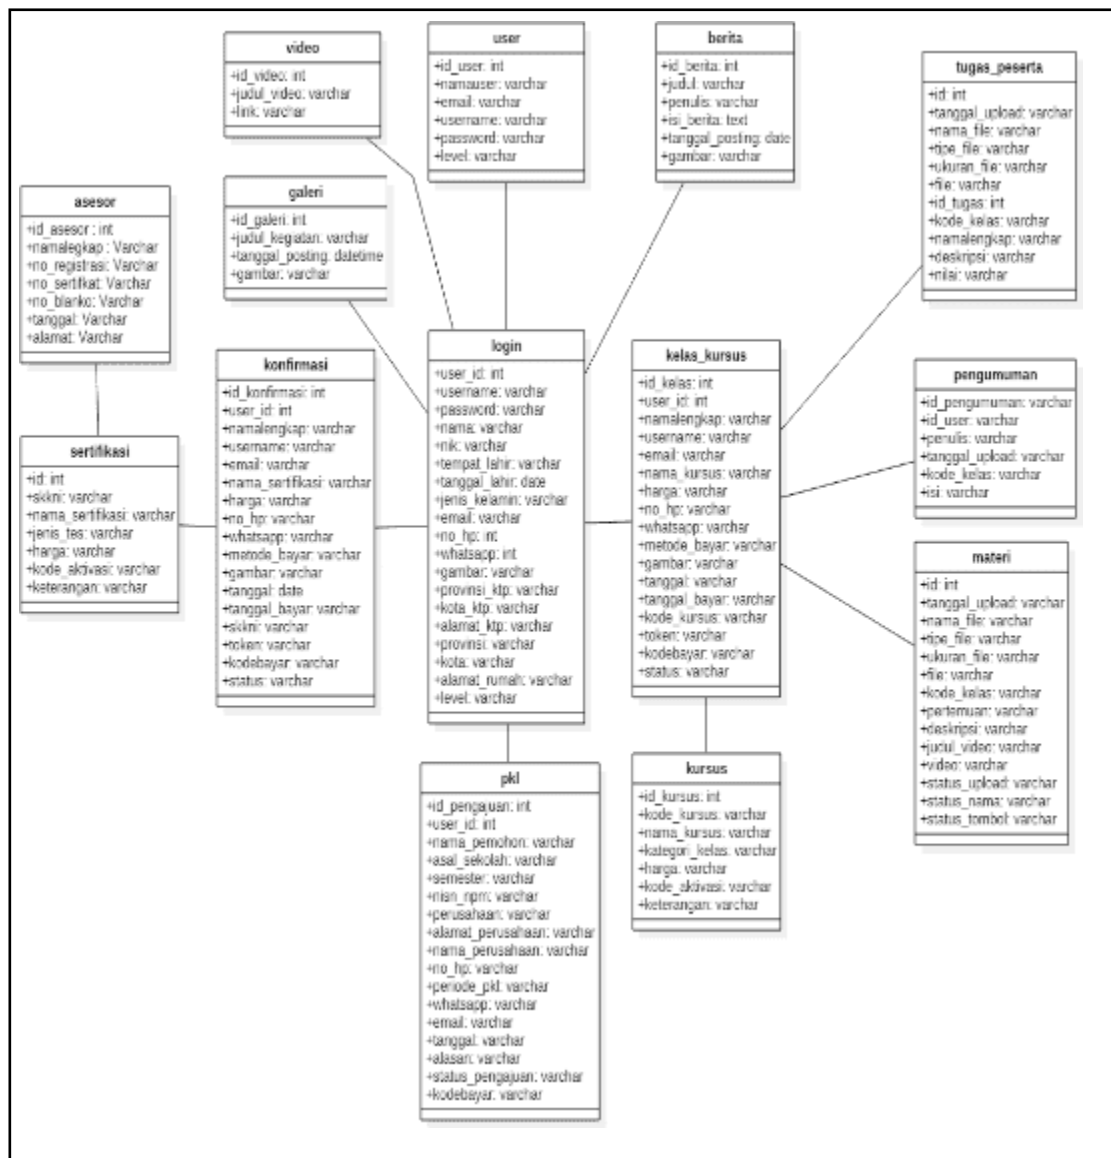 video
+id_video: int
+judul_video: varchar
+link: varchar
user
+id_user: int
+namauser: varchar
+email: varchar
+username: varchar
+password: varchar
+level: varchar
berita
+id_berita: int
+judul: varchar
+penulis: varchar
+isi_berita: text
+tanggal_posting: date
+gambar: varchar
tugas_peserta
+id: int
+tanggal_upload: varchar
+nama_file: varchar
+tipe_file: varchar
+ukuran_file: varchar
+file: varchar
+id_tugas: int
+kode_kelas: varchar
+namalengkap: varchar
+deskripsi: varchar
+nilai: varchar
asesor
+id_asesor : int
+namalegkap : Varchar
+no_registrasi: Varchar
+no_sertifkat: Varchar
+no_blanko: Varchar
+tanggal: Varchar
+alamat: Varchar
galeri
+id_galeri: int
+judul_kegiatan: varchar
+tanggal_posting: datetime
+gambar: varchar
konfirmasi
+id_konfirmasi: int
+user_id: int
+namalengkap: varchar
+username: varchar
+email: varchar
+nama_sertifikasi: varchar
+harga: varchar
+no_hp: varchar
+whatsapp: varchar
+metode_bayar: varchar
+gambar: varchar
+tanggal: date
+tanggal_bayar: varchar
+skkni: varchar
+token: varchar
+kodebayar: varchar
+status: varchar
login
+user_id: int
+username: varchar
+password: varchar
+nama: varchar
+nik: varchar
+tempat_lahir: varchar
+tanggal_lahir: date
+jenis_kelamin: varchar
+email: varchar
+no_hp: int
+whatsapp: int
+gambar: varchar
+provinsi_ktp: varchar
+kota_ktp: varchar
+alamat_ktp: varchar
+provinsi: varchar
+kota: varchar
+alamat_rumah: varchar
+level: varchar
kelas_kursus
+id_kelas: int
+user_id: int
+namalengkap: varchar
+username: varchar
+email: varchar
+nama_kursus: varchar
+harga: varchar
+no_hp: varchar
+whatsapp: varchar
+metode_bayar: varchar
+gambar: varchar
+tanggal: varchar
+tanggal_bayar: varchar
+kode_kursus: varchar
+token: varchar
+kodebayar: varchar
+status: varchar
pengumuman
+id_pengumuman: varchar
+id_user: varchar
+penulis: varchar
+tanggal_upload: varchar
+kode_kelas: varchar
+isi: varchar
sertifikasi
+id: int
+skkni: varchar
+nama_sertifikasi: varchar
+jenis_tes: varchar
+harga: varchar
+kode_aktivasi: varchar
+keterangan: varchar
materi
+id: int
+tanggal_upload: varchar
+nama_file: varchar
+tipe_file: varchar
+ukuran_file: varchar
+file: varchar
+kode_kelas: varchar
+pertemuan: varchar
+deskripsi: varchar
+judul_video: varchar
+video: varchar
+status_upload: varchar
+status_nama: varchar
+status_tombol: varchar
pkl
+id_pengajuan: int
+user_id: int
+nama_pemohon: varchar
+asal_sekolah: varchar
+semester: varchar
+nisn_npm: varchar
+perusahaan: varchar
+alamat_perusahaan: varchar
+nama_perusahaan: varchar
+no_hp: varchar
+periode_pkl: varchar
+whatsapp: varchar
+email: varchar
+tanggal: varchar
+alasan: varchar
+status_pengajuan: varchar
+kodebayar: varchar
kursus
+id_kursus: int
+kode_kursus: varchar
+nama_kursus: varchar
+kategori_kelas: varchar
+harga: varchar
+kode_aktivasi: varchar
+keterangan: varchar